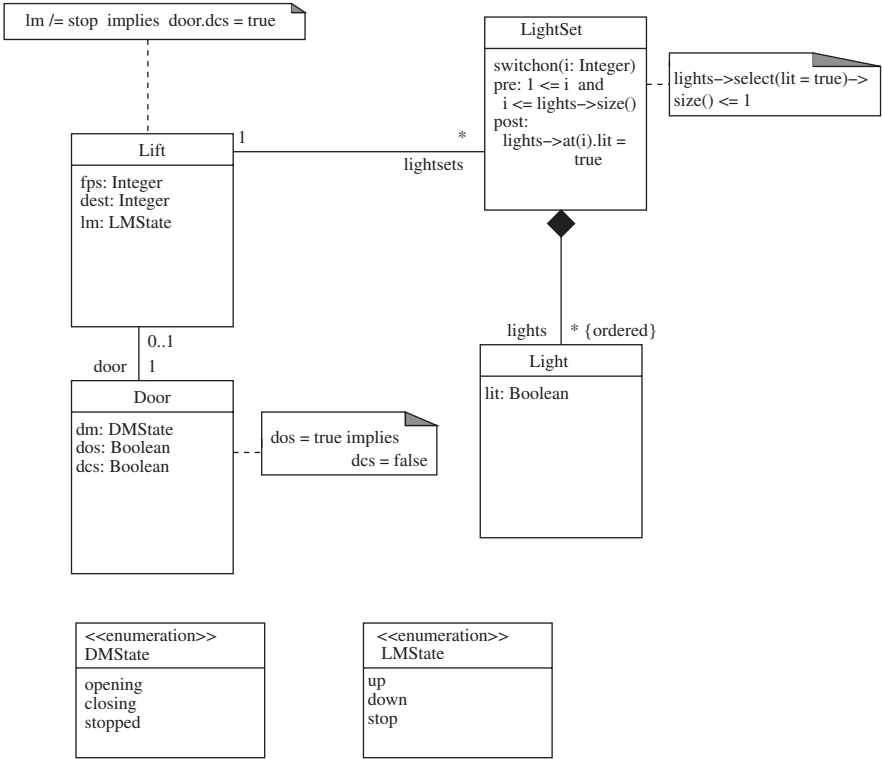 lm /= stop implies door.dcs = true
LightSet
switchon(i: Integer)
pre: 1 <= i and
i <= lights−>size()
post:
lights−>at(i).lit =
true
lights−>select(lit = true)−>
size() <= 1
1
*
lightsets
Lift
fps: Integer
dest: Integer
lm: LMState
0..1
door 1
lights * {ordered}
Light
lit: Boolean
Door
dm: DMState
dos: Boolean
dcs: Boolean
dos = true implies
dcs = false
<<enumeration>>
DMState
opening
closing
stopped
<<enumeration>>
LMState
up
down
stop